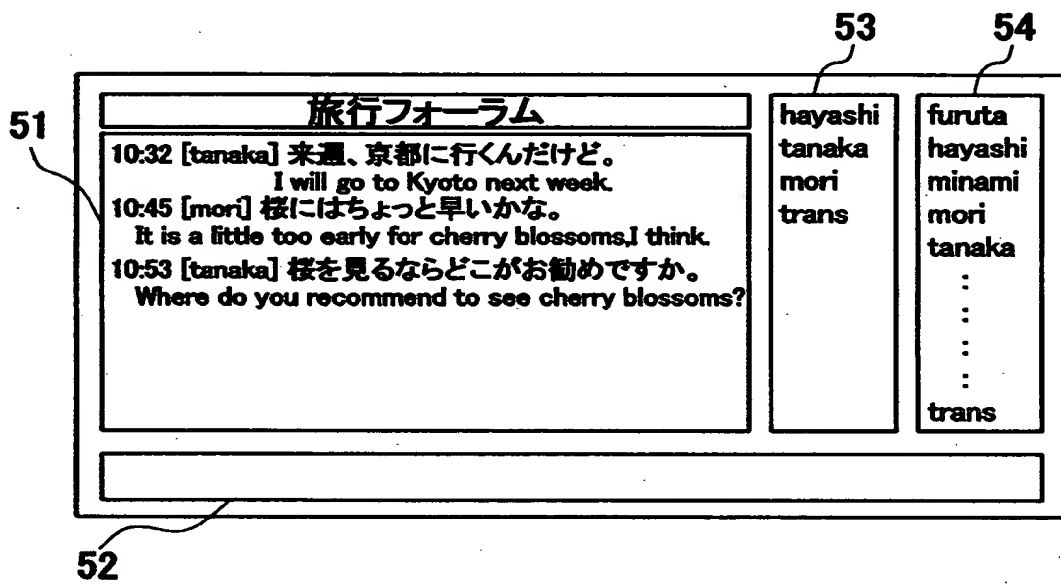 53
54
51
旅行フォーラム
10:32 [tanaka] 来週、京都に行くんだけど。
I will go to Kyoto next week.
10:45 [mori] 桜にはちょっと早いかな。
It is a little too early for cherry blossoms,I think.
10:53 [tanaka] 桜を見るならどこがお勧めですか。
Where do you recommend to see cherry blossoms?
hayashi
tanaka
mori
trans
furuta
hayashi
minami
mori
tanaka
:
:
:
:
trans
52